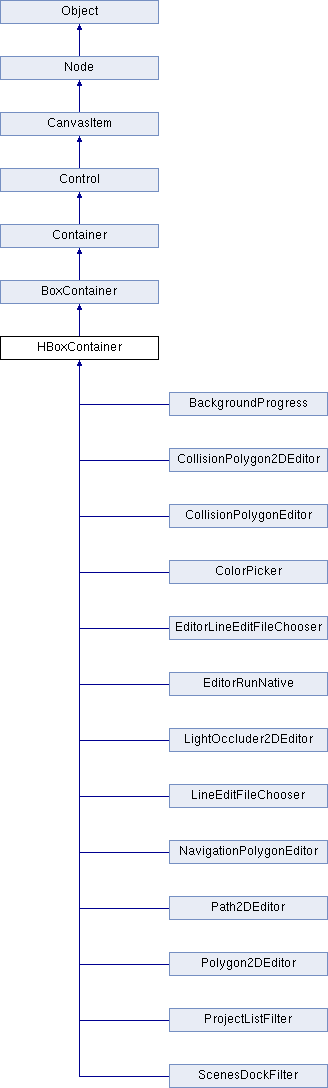 Object
Node
CanvasItem
Control
Container
BoxContainer
HBoxContainer
BackgroundProgress
CollisionPolygon2DEditor
CollisionPolygonEditor
ColorPicker
EditorLineEditFileChooser
EditorRunNative
LightOccluder2DEditor
LineEditFileChooser
NavigationPolygonEditor
Path2DEditor
Polygon2DEditor
ProjectListFilter
ScenesDockFilter